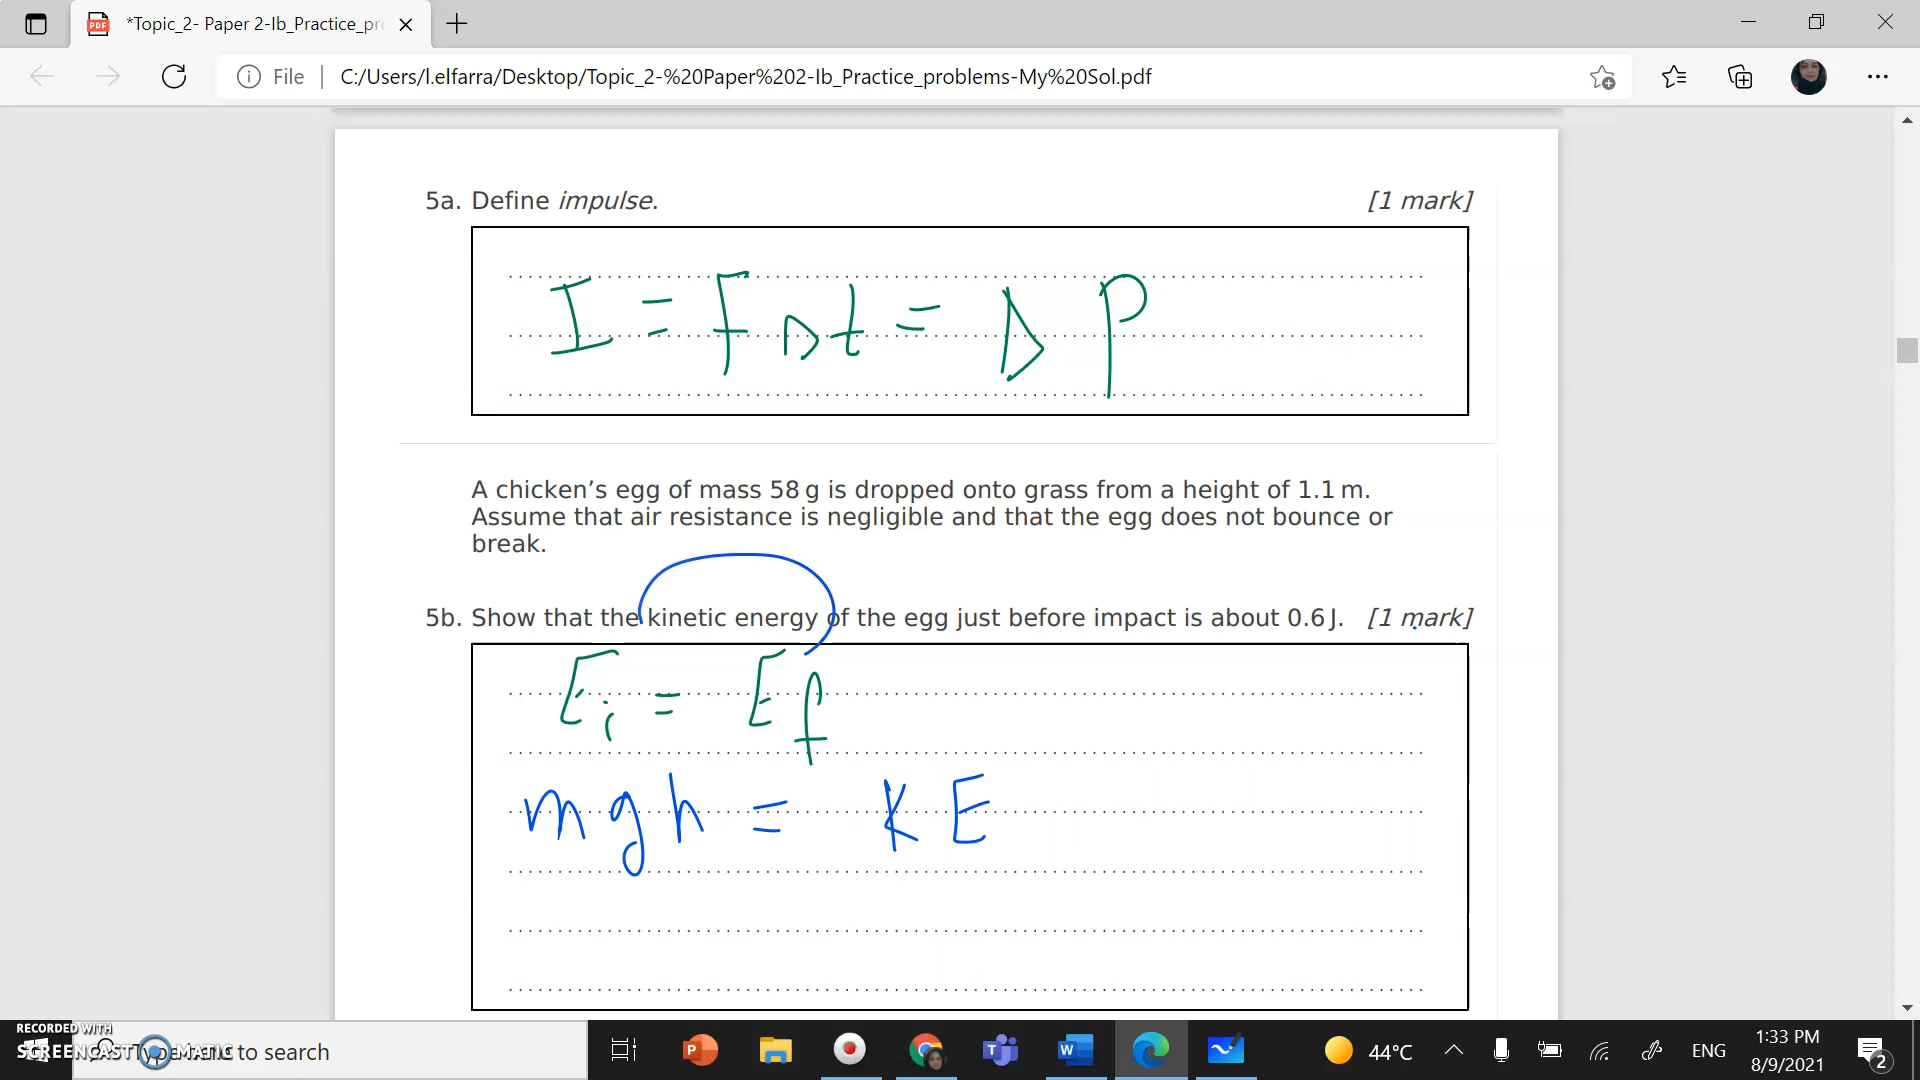 *Topic_2- Paper 2-Ib_Practice_pr
File
C:/Users/l.elfarra/Desktop/Topic_2-%20Paper%202-Ib_Practice_problems-My%20Sol.pdf
5a. Define impulse. [1 mark]
I = F Δt = Δ P
A chicken’s egg of mass 58 g is dropped onto grass from a height of 1.1 m.
Assume that air resistance is negligible and that the egg does not bounce or
break.
5b. Show that the kinetic energy of the egg just before impact is about 0.6 J. [1 mark]
Ei = Ef
mgh = KE
RECORDED WITH
SCREENCAST MATIC
to search
44°C
ENG
1:33 PM
8/9/2021
2